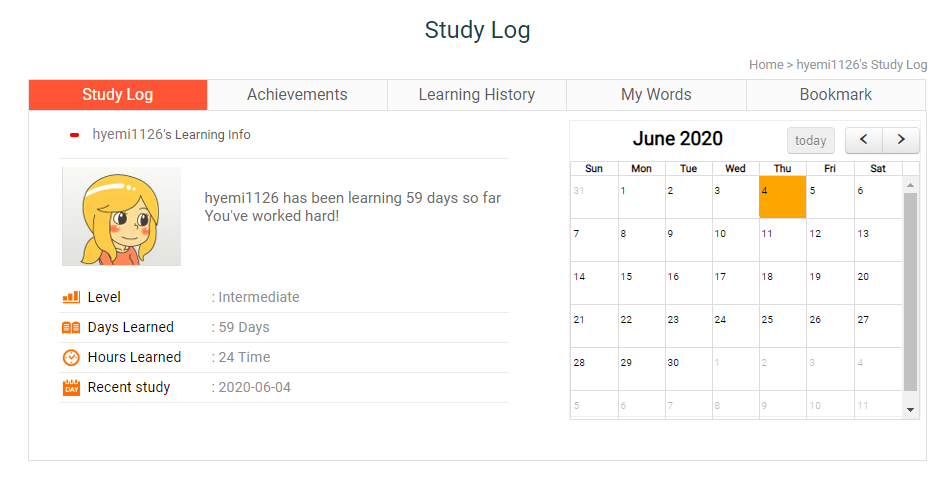 Study Log
Home > hyemi1126's Study Log
Study Log
Achievements
Learning History
My Words
Bookmark
hyemi1126's Learning Info
hyemi1126 has been learning 59 days so far
You've worked hard!
Level : Intermediate
Days Learned : 59 Days
Hours Learned : 24 Time
DAY Recent study : 2020-06-04
June 2020
today
Sun Mon Tue Wed Thu Fri Sat
31 1 2 3 4 5 6
7 8 9 10 11 12 13
14 15 16 17 18 19 20
21 22 23 24 25 26 27
28 29 30 1 2 3 4
5 6 7 8 9 10 11